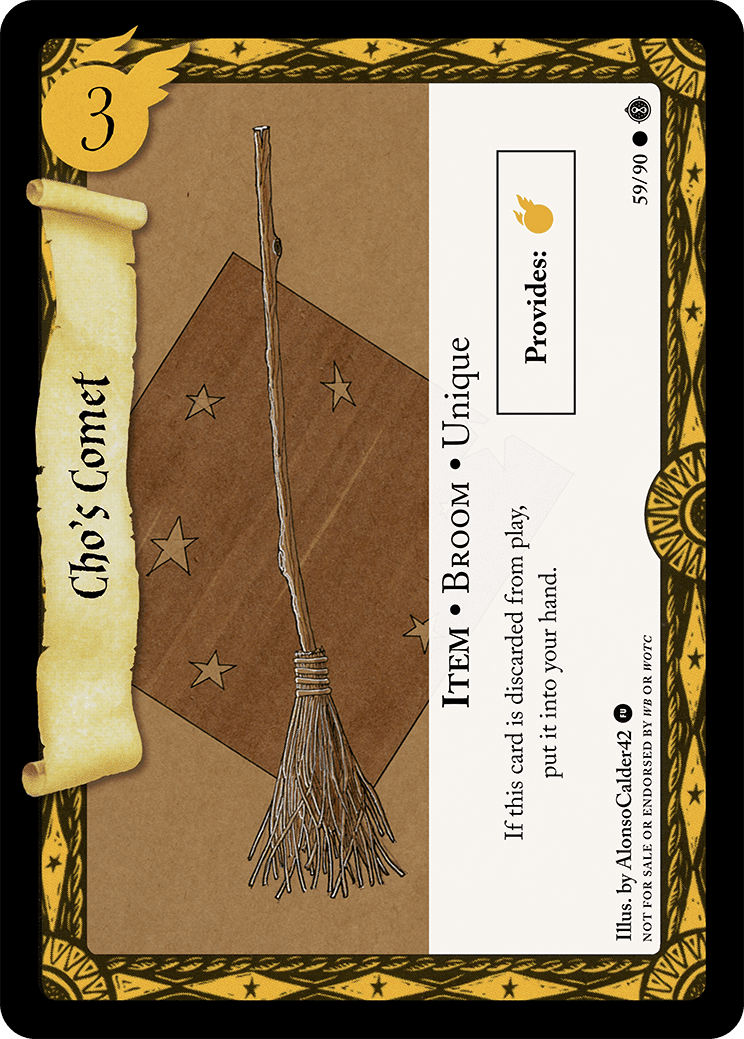 3
Cho's Comet
Item • Broom • Unique
If this card is discarded from play,
put it into your hand.
Provides:
Illus. by AlonsoCalder42 FU
NOT FOR SALE OR ENDORSED BY WB OR WOTC
59/90